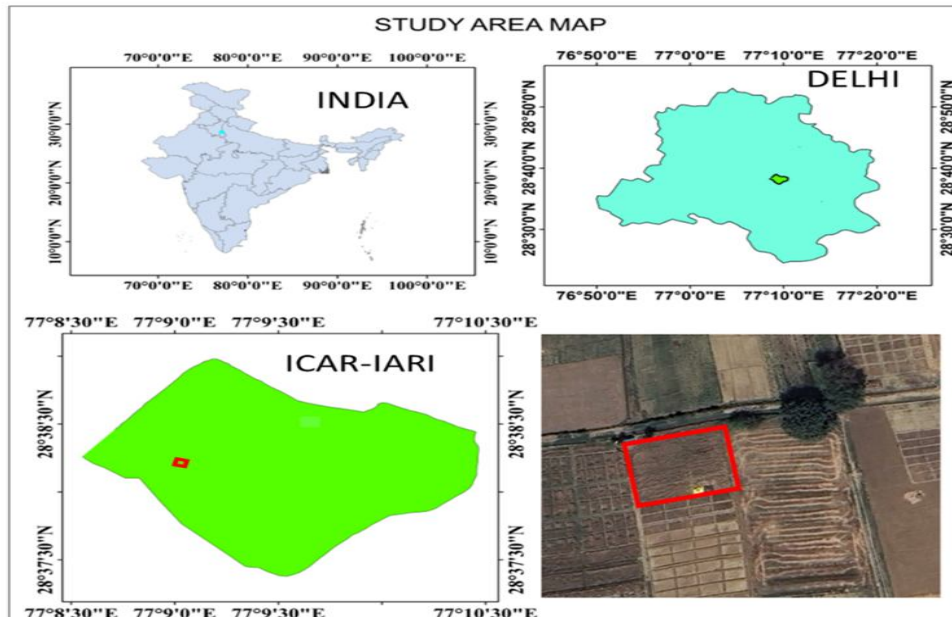 STUDY AREA MAP
70°0'0"E 80°0'0"E 90°0'0"E 100°0'0"E
INDIA
30°0'0"N
20°0'0"N
10°0'0"N
30°0'0"N
20°0'0"N
10°0'0"N
70°0'0"E 80°0'0"E 90°0'0"E 100°0'0"E
76°50'0"E 77°0'0"E 77°10'0"E 77°20'0"E
DELHI
28°50'0"N
28°40'0"N
28°30'0"N
28°50'0"N
28°40'0"N
28°30'0"N
76°50'0"E 77°0'0"E 77°10'0"E 77°20'0"E
77°8'30"E 77°9'0"E 77°9'30"E 77°10'30"E
ICAR-IARI
28°38'30"N
28°37'30"N
28°38'30"N
28°37'30"N
77°8'30"E 77°9'0"E 77°9'30"E 77°10'30"E